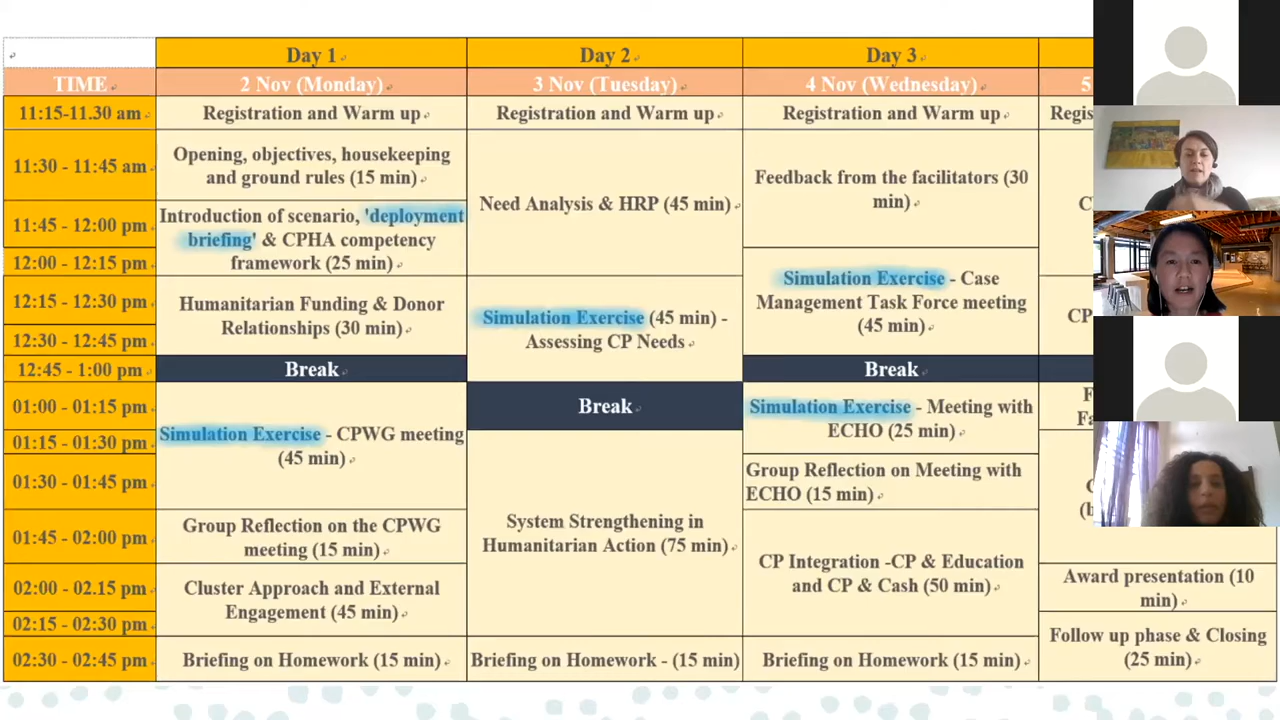 Day 1
Day 2
Day 3
TIME
2 Nov (Monday)
3 Nov (Tuesday)
4 Nov (Wednesday)
5
11:15-11.30 am
Registration and Warm up
Registration and Warm up
Registration and Warm up
Regis
11:30 - 11:45 am
Opening, objectives, housekeeping
and ground rules (15 min)
Need Analysis & HRP (45 min)
Feedback from the facilitators (30
min)
11:45 - 12:00 pm
Introduction of scenario, 'deployment
briefing' & CPHA competency
framework (25 min)
C
12:00 - 12:15 pm
12:15 - 12:30 pm
Humanitarian Funding & Donor
Relationships (30 min)
Simulation Exercise (45 min) -
Assessing CP Needs
Simulation Exercise - Case
Management Task Force meeting
(45 min)
CP
12:30 - 12:45 pm
12:45 - 1:00 pm
Break
Break
01:00 - 01:15 pm
Simulation Exercise - CPWG meeting
(45 min)
Break
Simulation Exercise - Meeting with
ECHO (25 min)
F
Fa
01:15 - 01:30 pm
01:30 - 01:45 pm
Group Reflection on Meeting with
ECHO (15 min)
(h
01:45 - 02:00 pm
Group Reflection on the CPWG
meeting (15 min)
System Strengthening in
Humanitarian Action (75 min)
CP Integration -CP & Education
and CP & Cash (50 min)
02:00 - 02.15 pm
Cluster Approach and External
Engagement (45 min)
Award presentation (10
min)
02:15 - 02:30 pm
Follow up phase & Closing
(25 min)
02:30 - 02:45 pm
Briefing on Homework (15 min)
Briefing on Homework - (15 min)
Briefing on Homework (15 min)